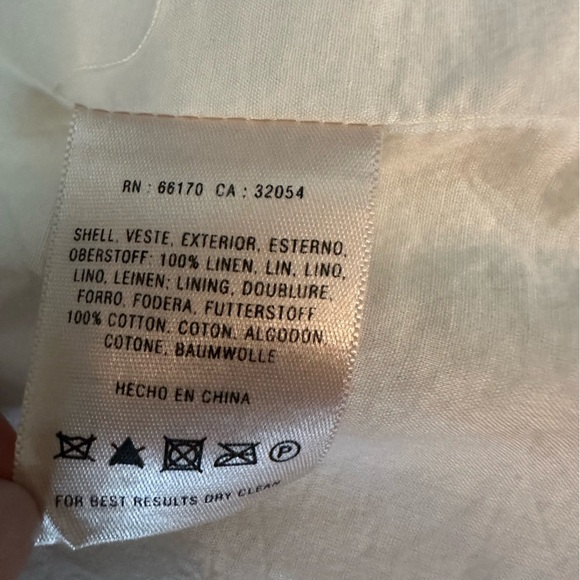 RN : 66170 CA : 32054
SHELL, VESTE, EXTERIOR, ESTERNO,
OBERSTOFF: 100% LINEN, LIN, LINO,
LINO, LEINEN; LINING, DOUBLURE,
FORRO, FODERA, FUTTERSTOFF
100% COTTON, COTON, ALGODÓN,
COTONE, BAUMWOLLE
HECHO EN CHINA
P
FOR BEST RESULTS DRY CLEAN